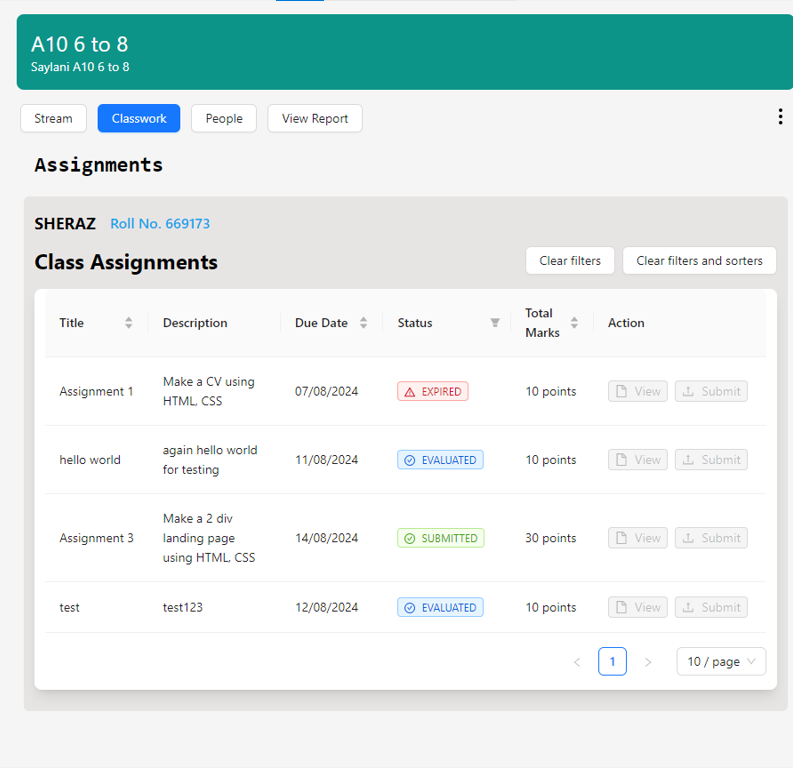 A10 6 to 8
Saylani A10 6 to 8
Stream Classwork People View Report
Assignments
SHERAZ Roll No. 669173
Class Assignments Clear filters Clear filters and sorters
Title Description Due Date Status Total Marks Action
Assignment 1 Make a CV using HTML, CSS 07/08/2024 EXPIRED 10 points View Submit
hello world again hello world for testing 11/08/2024 EVALUATED 10 points View Submit
Assignment 3 Make a 2 div landing page using HTML, CSS 14/08/2024 SUBMITTED 30 points View Submit
test test123 12/08/2024 EVALUATED 10 points View Submit
< 1 > 10 / page